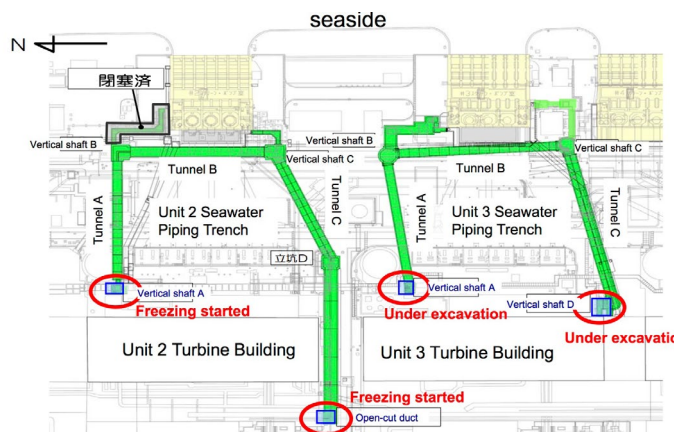 seaside
N
閉塞済
Vertical shaft B
Vertical shaft C
Tunnel B
Tunnel A
Tunnel C
Unit 2 Seawater
Piping Trench
立坑D
Vertical shaft A
Freezing started
Unit 2 Turbine Building
Freezing started
Open-cut duct
Vertical shaft B
Vertical shaft C
Tunnel B
Tunnel A
Tunnel C
Unit 3 Seawater
Piping Trench
Vertical shaft A
Under excavation
Vertical shaft D
Under excavatio
Unit 3 Turbine Building